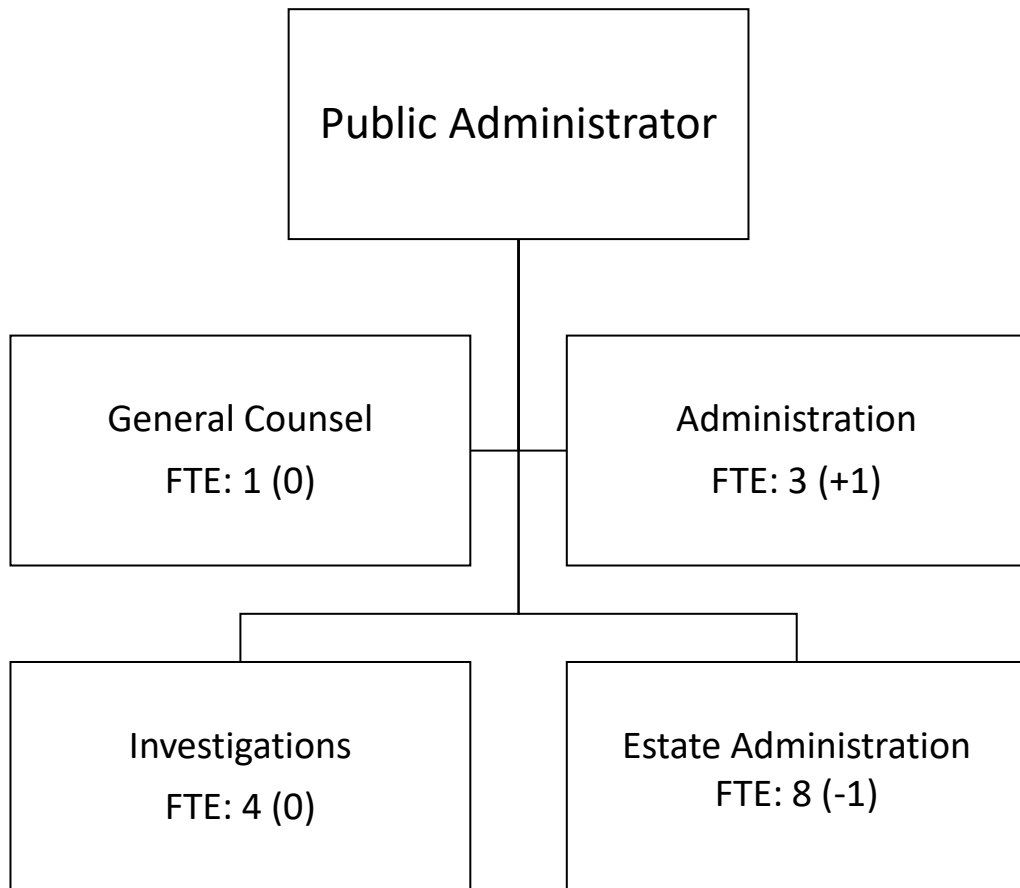 Public Administrator
General Counsel
FTE: 1 (0)
Administration
FTE: 3 (+1)
Investigations
FTE: 4 (0)
Estate Administration
FTE: 8 (-1)